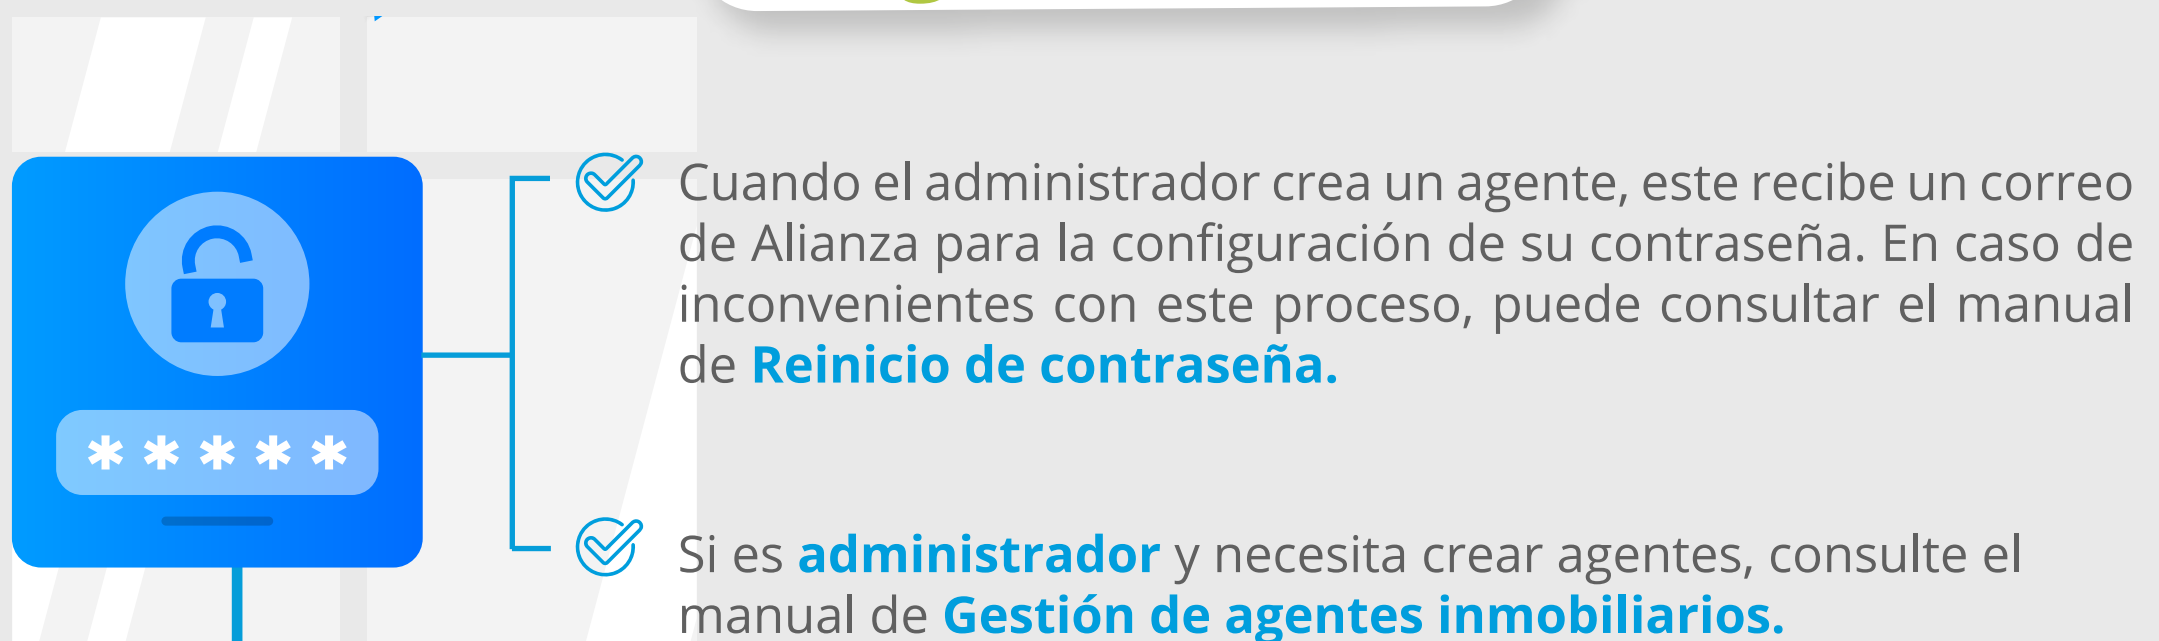 Cuando el administrador crea un agente, este recibe un correo
de Alianza para la configuración de su contraseña. En caso de
inconvenientes con este proceso, puede consultar el manual
de Reinicio de contraseña.
*****
Si es administrador y necesita crear agentes, consulte el
manual de Gestión de agentes inmobiliarios.